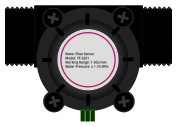 Water Flow Sensor
Model: YF-S201
Working Range: 1-30L/min
Water Pressure: ≤ 1.75 MPa